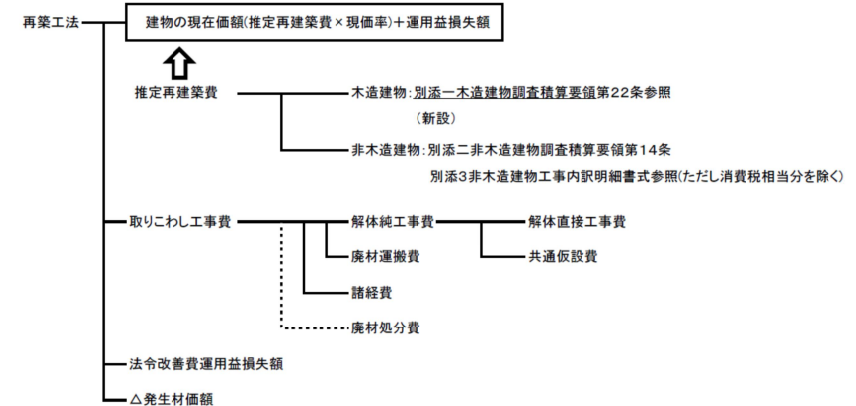 再築工法
建物の現在価額(推定再建築費×現価率)＋運用益損失額
推定再建築費
木造建物：別添一木造建物調査積算要領第２２条参照
（新設）
非木造建物：別添二非木造建物調査積算要領第１４条
別添３非木造建物工事内訳明細書式参照(ただし消費税相当分を除く)
取りこわし工事費
解体純工事費
解体直接工事費
廃材運搬費
共通仮設費
諸経費
廃材処分費
法令改善費運用益損失額
△発生材価額